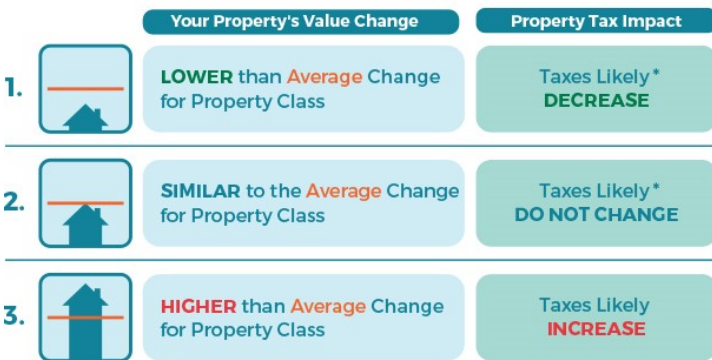 Your Property's Value Change
Property Tax Impact
1.
LOWER than Average Change
for Property Class
Taxes Likely*
DECREASE
2.
SIMILAR to the Average Change
for Property Class
Taxes Likely*
DO NOT CHANGE
3.
HIGHER than Average Change
for Property Class
Taxes Likely
INCREASE